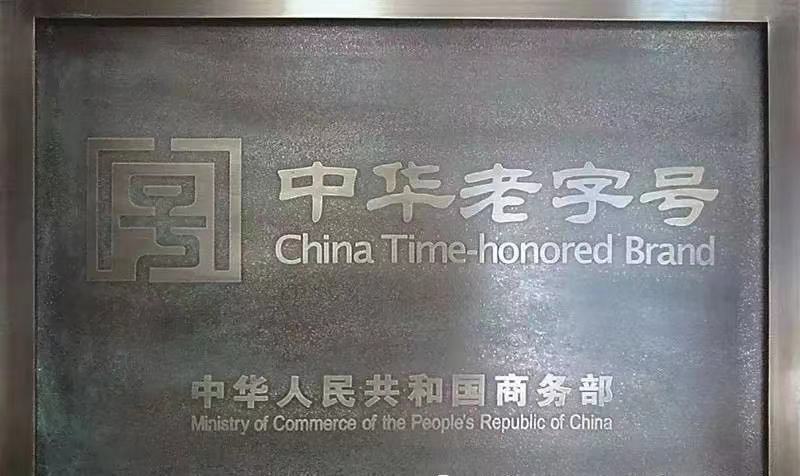 中华老字号
China Time-honored Brand
中华人民共和国商务部
Ministry of Commerce of the People's Republic of China